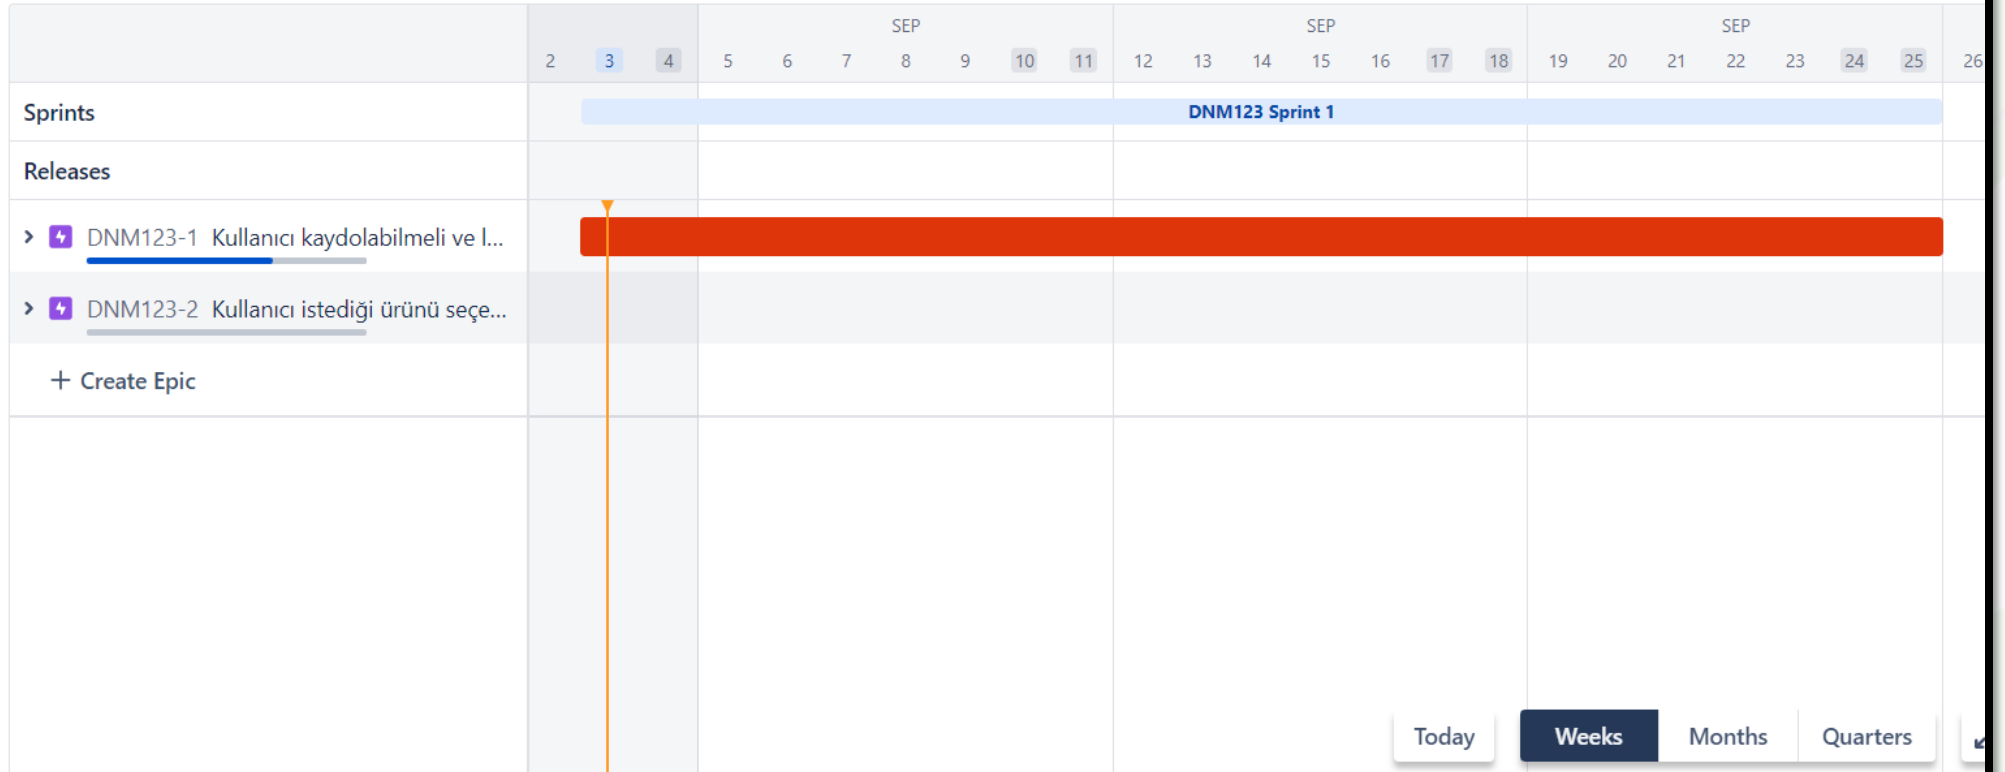 SEP SEP SEP
2 3 4 5 6 7 8 9 10 11 12 13 14 15 16 17 18 19 20 21 22 23 24 25 26
Sprints DNM123 Sprint 1
Releases
DNM123-1 Kullanıcı kaydolabilmeli ve l...
DNM123-2 Kullanıcı istediği ürünü seçe...
+ Create Epic
Today Weeks Months Quarters